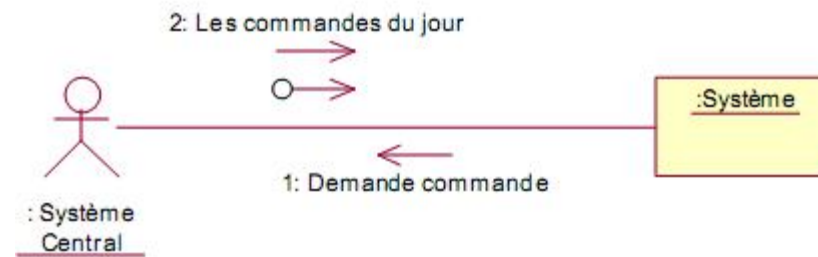 2: Les commandes du jour
:Système
1: Demande commande
: Système
Central